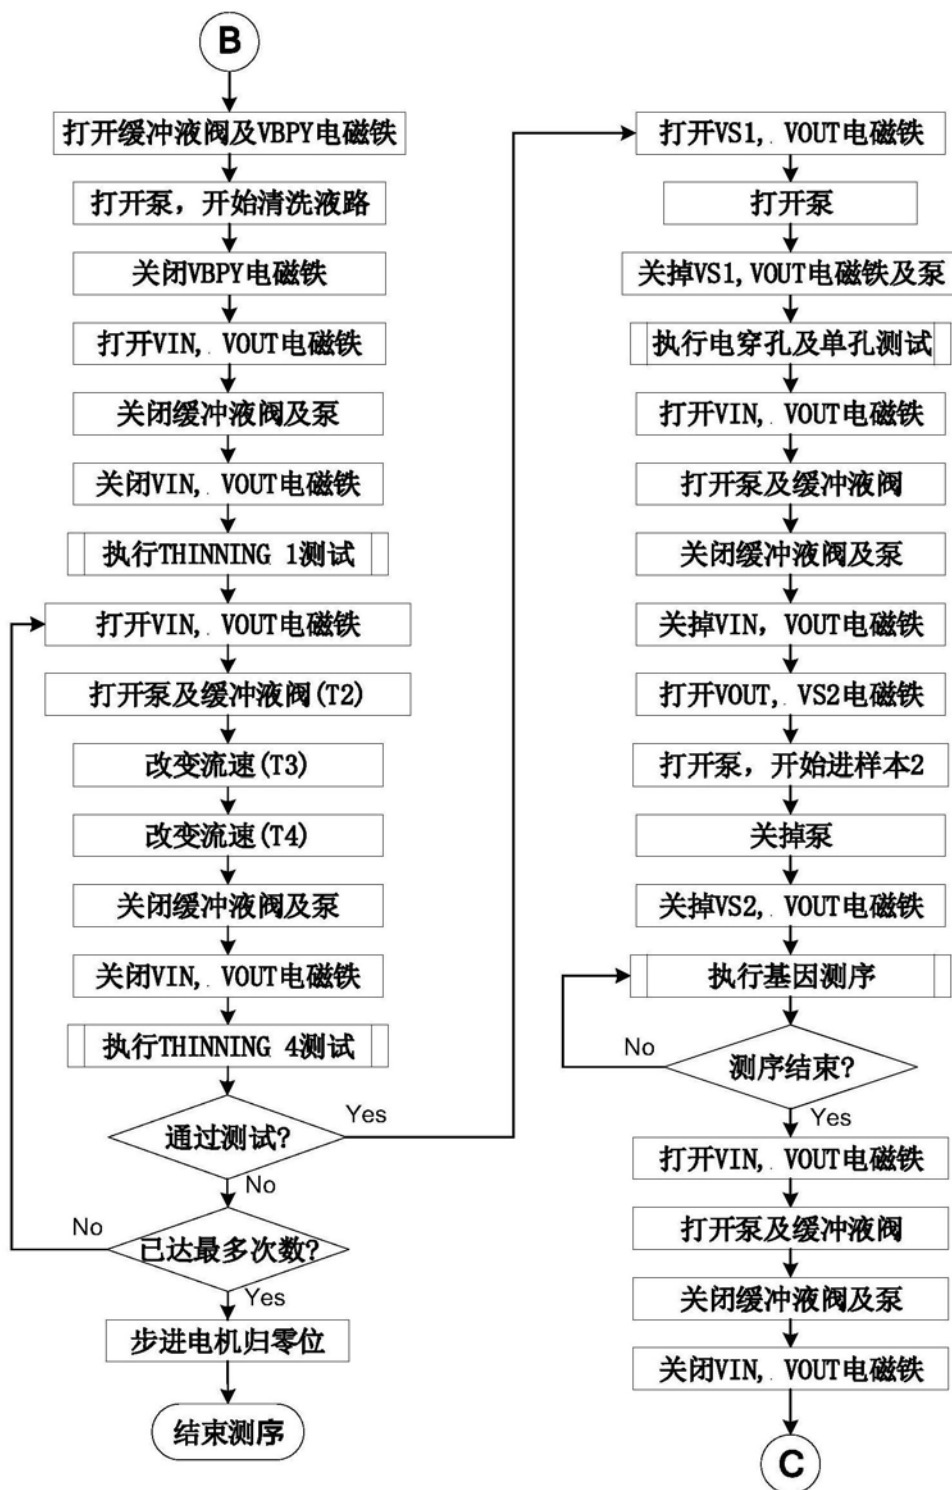 B
打开缓冲液阀及VBPY电磁铁
打开泵，开始清洗液路
关闭VBPY电磁铁
打开VIN, VOUT电磁铁
关闭缓冲液阀及泵
关闭VIN, VOUT电磁铁
执行THINNING 1测试
打开VIN, VOUT电磁铁
打开泵及缓冲液阀(T2)
改变流速(T3)
改变流速(T4)
关闭缓冲液阀及泵
关闭VIN, VOUT电磁铁
执行THINNING 4测试
通过测试?
Yes
No
已达最多次数?
No
Yes
步进电机归零位
结束测序
打开VS1, VOUT电磁铁
打开泵
关掉VS1,VOUT电磁铁及泵
执行电穿孔及单孔测试
打开VIN, VOUT电磁铁
打开泵及缓冲液阀
关闭缓冲液阀及泵
关掉VIN，VOUT电磁铁
打开VOUT, VS2电磁铁
打开泵，开始进样本2
关掉泵
关掉VS2, VOUT电磁铁
执行基因测序
No
测序结束?
Yes
打开VIN, VOUT电磁铁
打开泵及缓冲液阀
关闭缓冲液阀及泵
关闭VIN, VOUT电磁铁
C